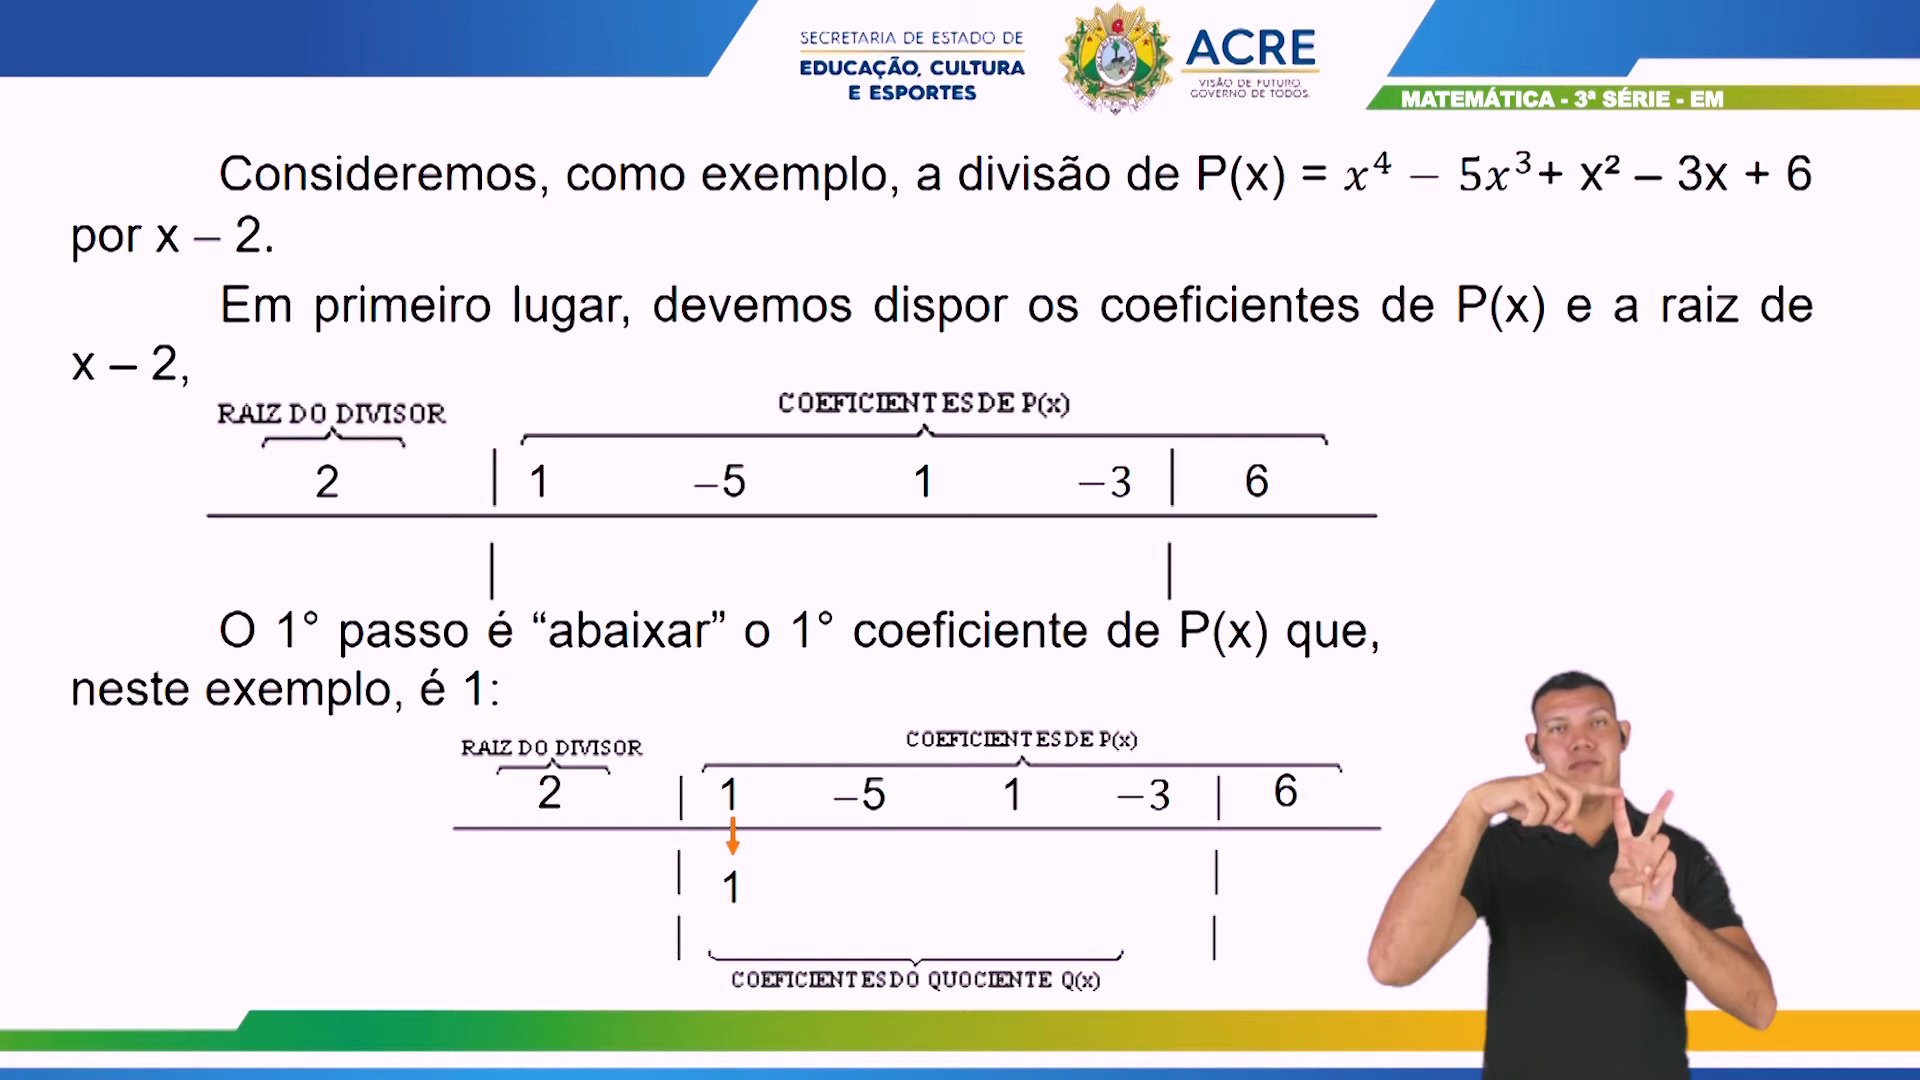 SECRETARIA DE ESTADO DE
EDUCAÇÃO, CULTURA
E ESPORTES
ACRE
VISÃO DE FUTURO.
GOVERNO DE TODOS.
MATEMÁTICA - 3ª SÉRIE - EM
Consideremos, como exemplo, a divisão de P(x) = x⁴ – 5x³+ x² – 3x + 6
por x – 2.
Em primeiro lugar, devemos dispor os coeficientes de P(x) e a raiz de
x – 2,
RAIZ DO DIVISOR
COEFICIENTES DE P(x)
2 | 1 –5 1 –3 | 6
O 1° passo é “abaixar” o 1° coeficiente de P(x) que,
neste exemplo, é 1:
RAIZ DO DIVISOR
COEFICIENTES DE P(x)
2 | 1 –5 1 –3 | 6
1
COEFICIENTES DO QUOCIENTE Q(x)